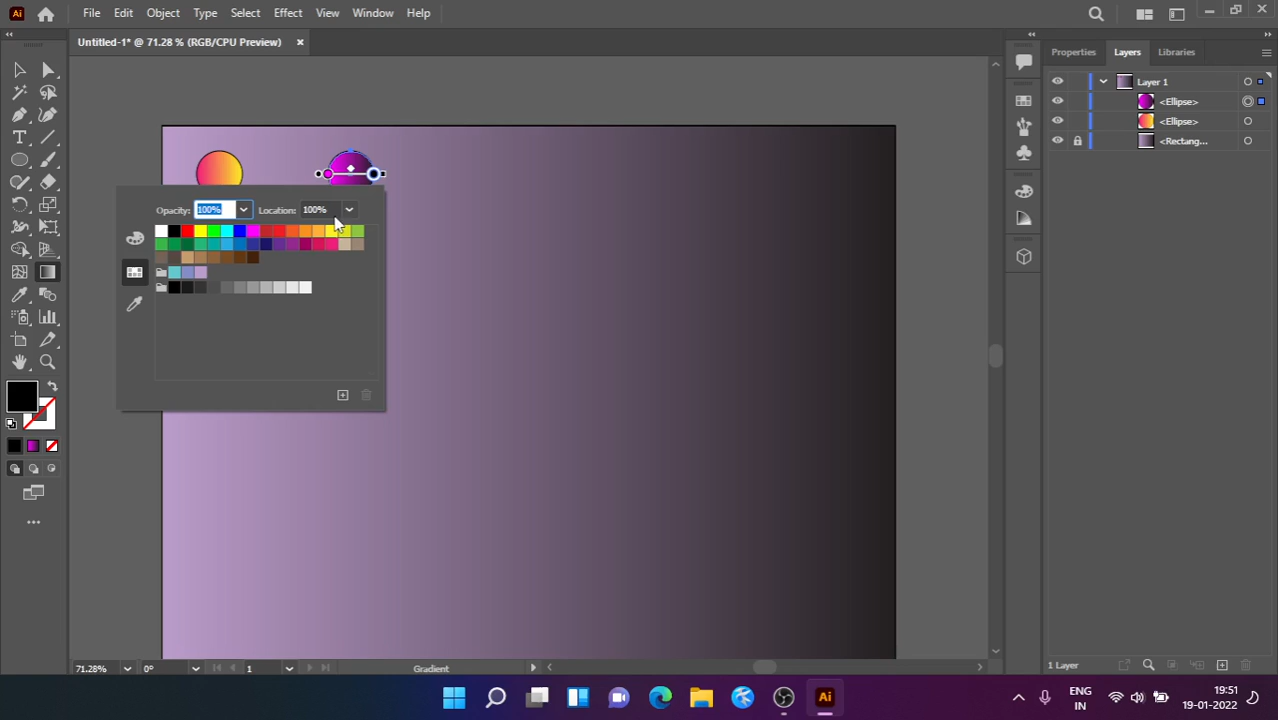 Ai File Edit Object Type Select Effect View Window Help
Untitled-1* @ 71.28 % (RGB/CPU Preview) ×
Properties Layers Libraries
Layer 1
<Ellipse>
<Ellipse>
<Rectang...
Opacity: 100% Location: 100%
71.28% 0° 1 Gradient
1 Layer
Ai
ENG
IN
19:51
19-01-2022